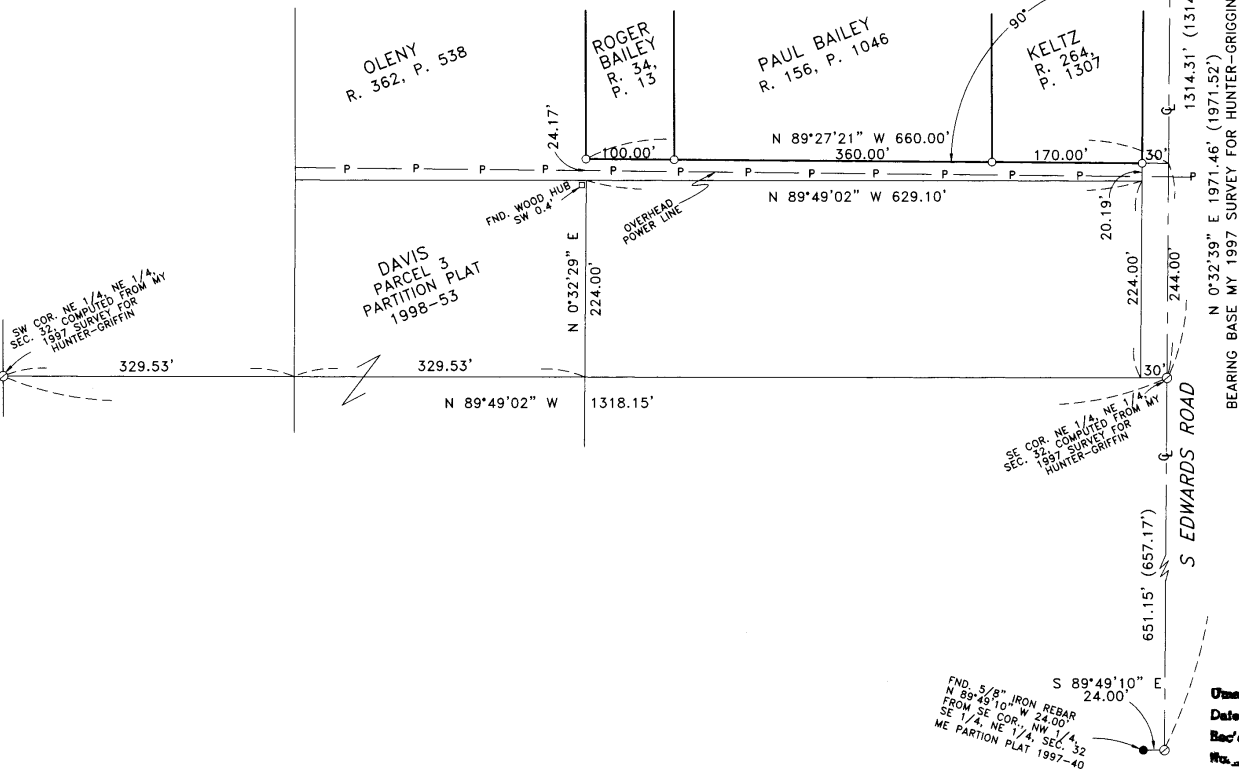 OLENY
R. 362, P. 538
ROGER
BAILEY
R. 34,
P. 13
PAUL BAILEY
R. 156, P. 1046
KELTZ
R. 264,
P. 1307
90°
24.17'
N 89°27'21" W 660.00'
100.00'
360.00'
170.00'
30'
P P P P P P P P P P P P P
N 89°49'02" W 629.10'
FND. WOOD HUB
SW 0.4'
OVERHEAD
POWER LINE
20.19'
DAVIS
PARCEL 3
PARTITION PLAT
1998-53
N 0°32'29" E
224.00'
224.00'
244.00'
SW COR. NE 1/4, NE 1/4,
SEC. 32, COMPUTED FROM MY
1997 SURVEY FOR
HUNTER-GRIFFIN
329.53'
329.53'
30'
N 89°49'02" W 1318.15'
SE COR. NE 1/4, NE 1/4,
SEC. 32, COMPUTED FROM MY
1997 SURVEY FOR
HUNTER-GRIFFIN
S EDWARDS ROAD
1314.31' (1314
N 0°32'39" E 1971.46' (1971.52')
BEARING BASE MY 1997 SURVEY FOR HUNTER-GRIGGIN
651.15' (657.17')
S 89°49'10" E
24.00'
FND. 5/8" IRON REBAR
N 89°49'10" W 24.00'
FROM SE COR., NW 1/4,
SE 1/4, NE 1/4, SEC. 32
ME PARTION PLAT 1997-40
Date
Rec'd
No.